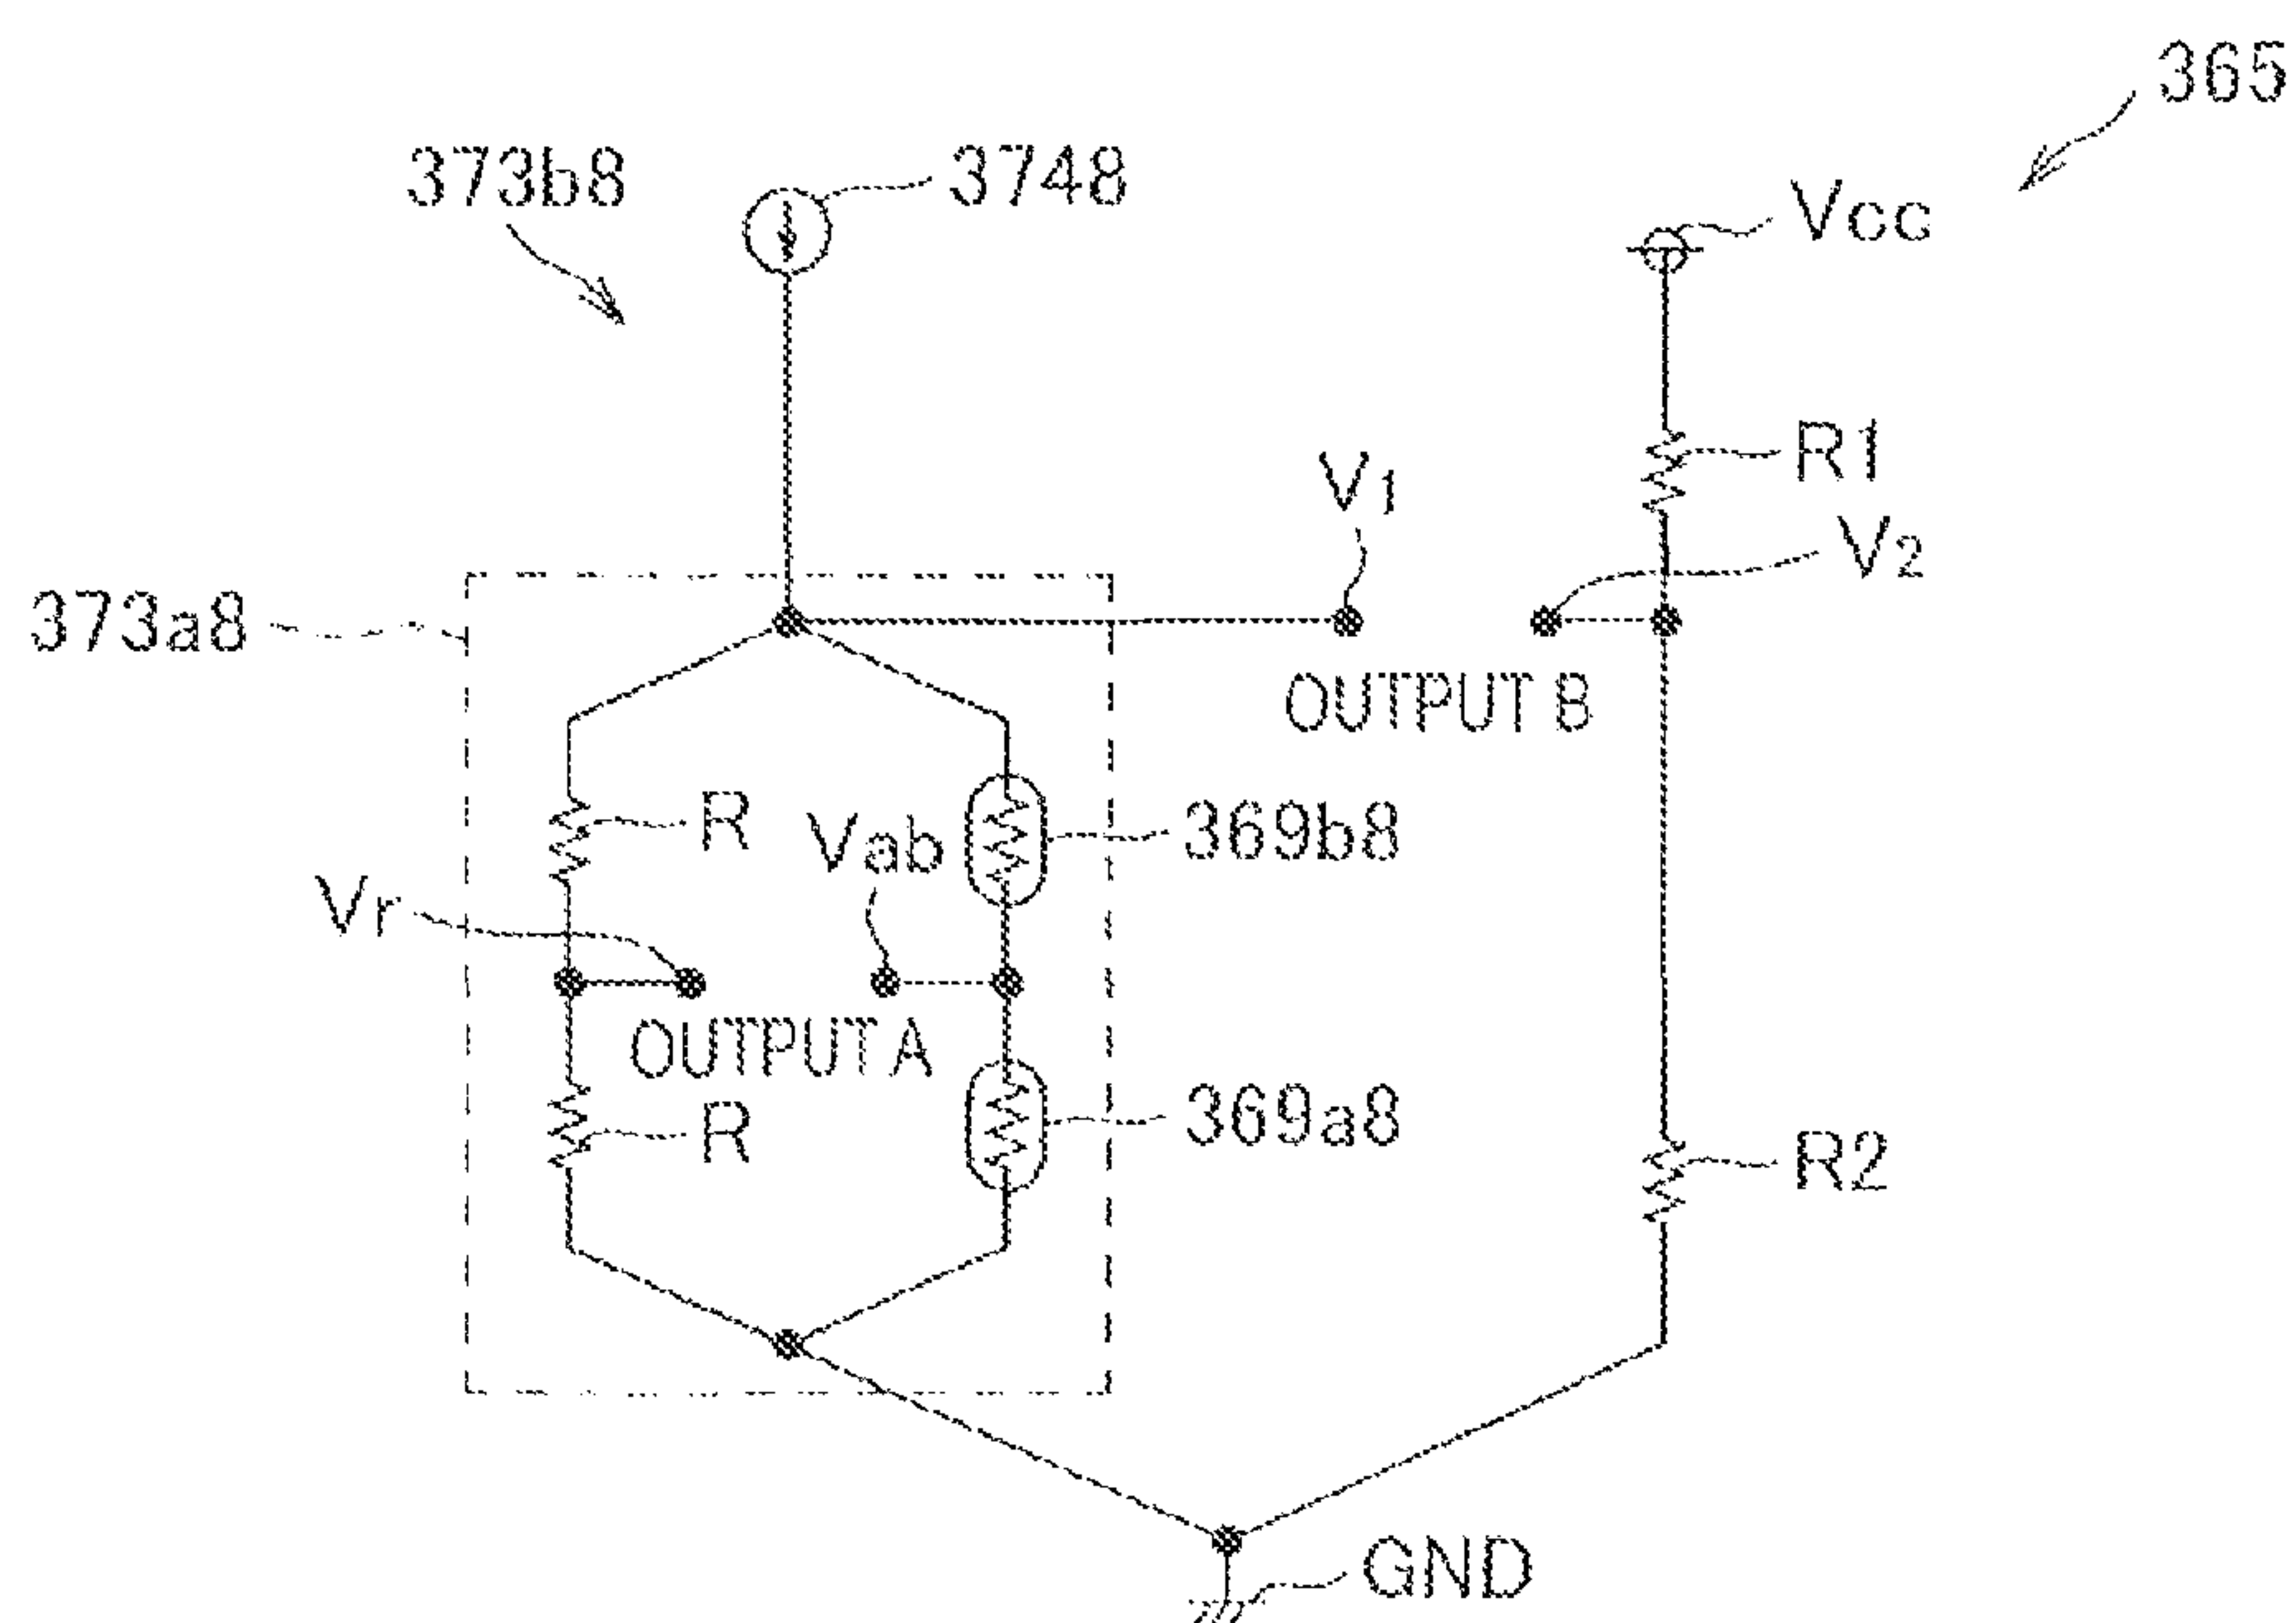 365
373b8
3748
Vcc
R1
V1
V2
373a8
OUTPUT B
R
Vab
369b8
Vr
OUTPUT A
R
369a8
R2
GND